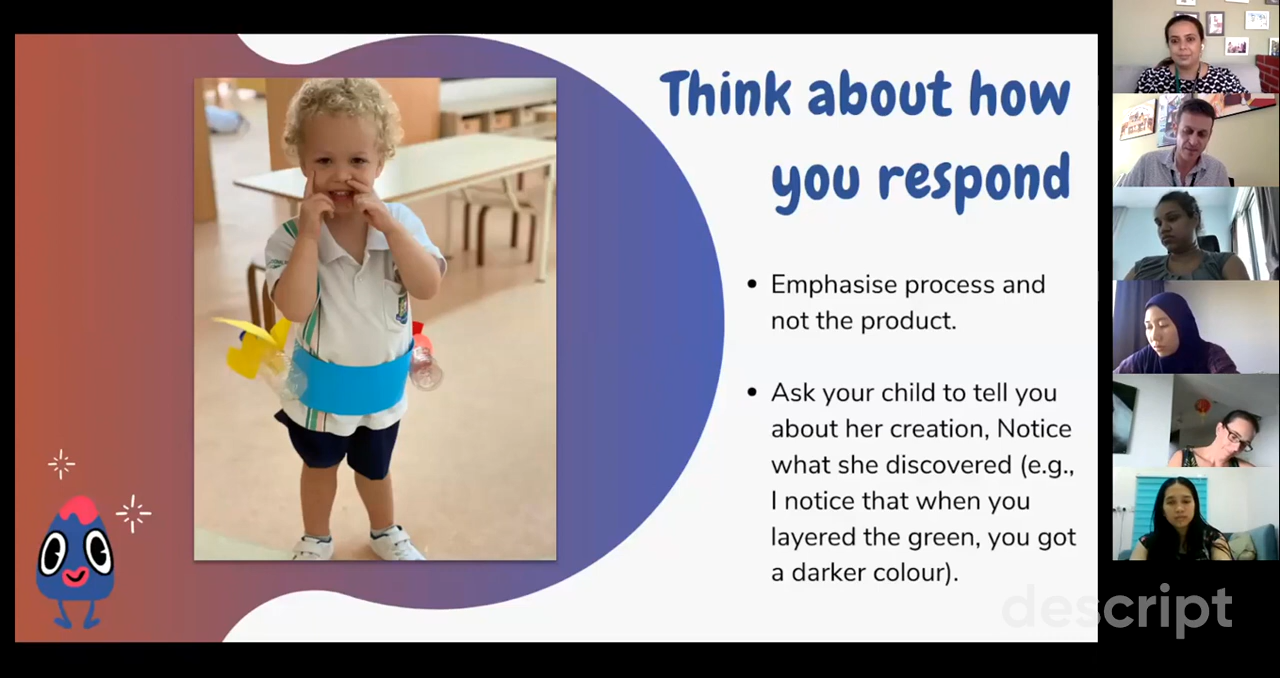 Think about how
you respond
• Emphasise process and
not the product.
• Ask your child to tell you
about her creation, Notice
what she discovered (e.g.,
I notice that when you
layered the green, you got
a darker colour).
descript